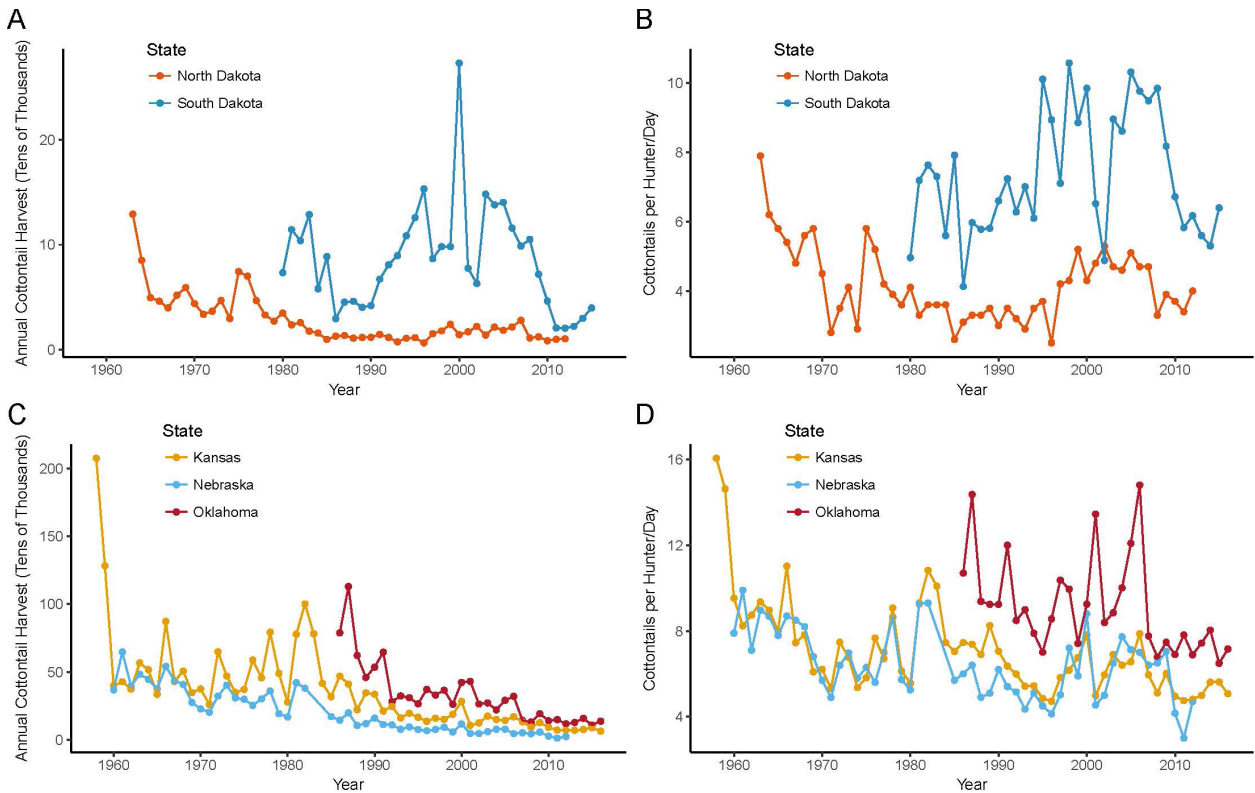 A
Annual Cottontail Harvest (Tens of Thousands)
State
North Dakota
South Dakota
20
10
0
1960 1970 1980 1990 2000 2010
Year
B
Cottontails per Hunter/Day
State
North Dakota
South Dakota
10
8
6
4
1960 1970 1980 1990 2000 2010
Year
C
Annual Cottontail Harvest (Tens of Thousands)
State
Kansas
Nebraska
Oklahoma
200
150
100
50
0
1960 1970 1980 1990 2000 2010
Year
D
Cottontails per Hunter/Day
State
Kansas
Nebraska
Oklahoma
16
12
8
4
1960 1970 1980 1990 2000 2010
Year